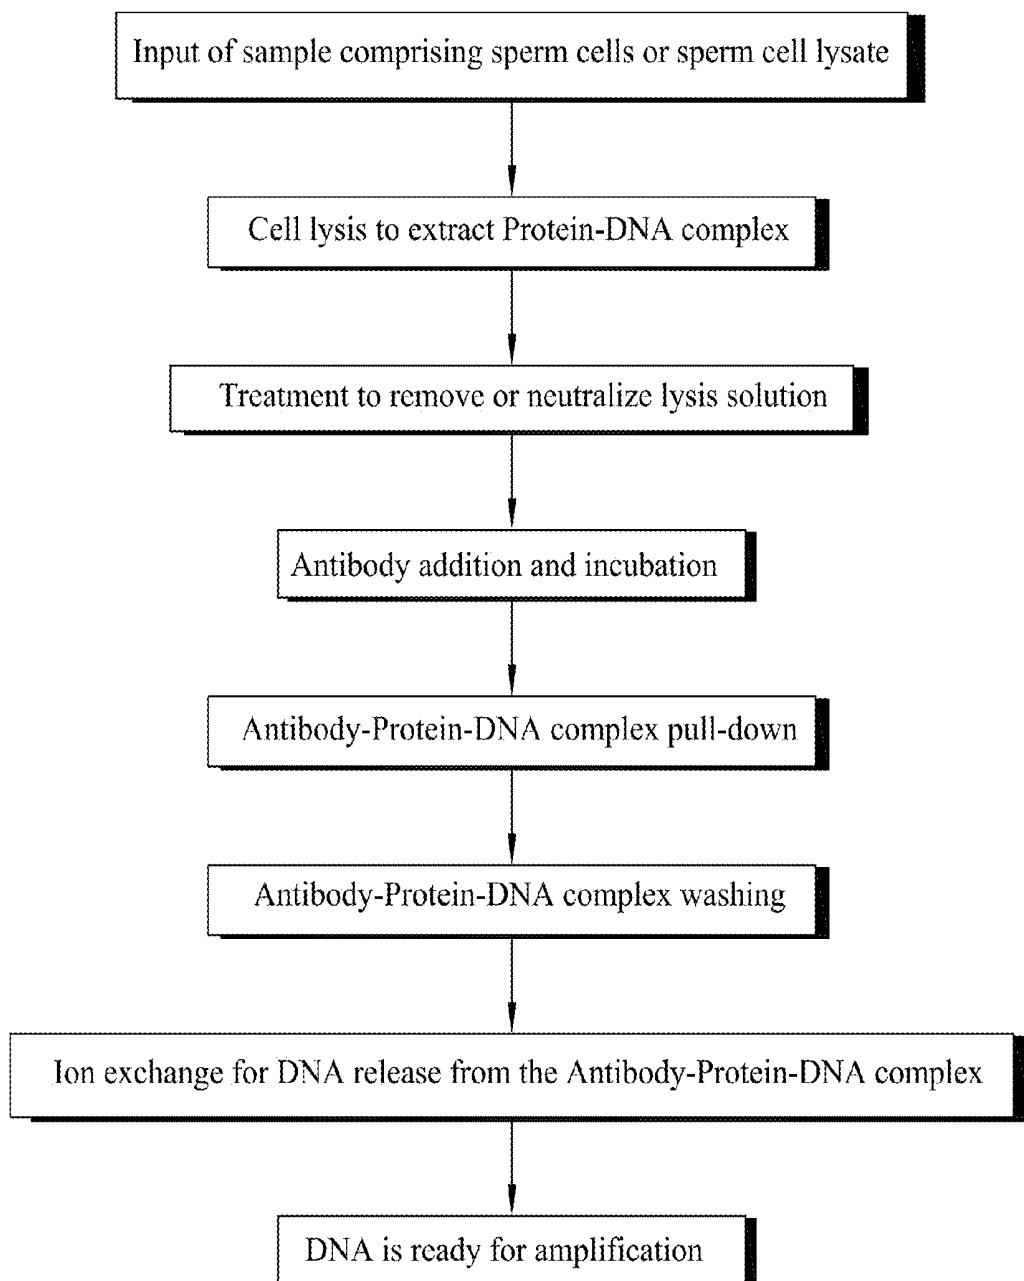 Input of sample comprising sperm cells or sperm cell lysate
Cell lysis to extract Protein-DNA complex
Treatment to remove or neutralize lysis solution
Antibody addition and incubation
Antibody-Protein-DNA complex pull-down
Antibody-Protein-DNA complex washing
Ion exchange for DNA release from the Antibody-Protein-DNA complex
DNA is ready for amplification